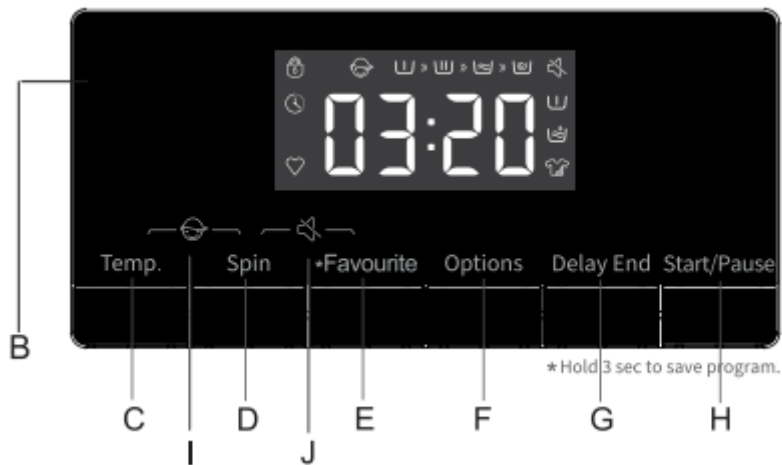 03:20
Temp. Spin *Favourite Options Delay End Start/Pause
B
*Hold 3 sec to save program.
C D E F G H
I J